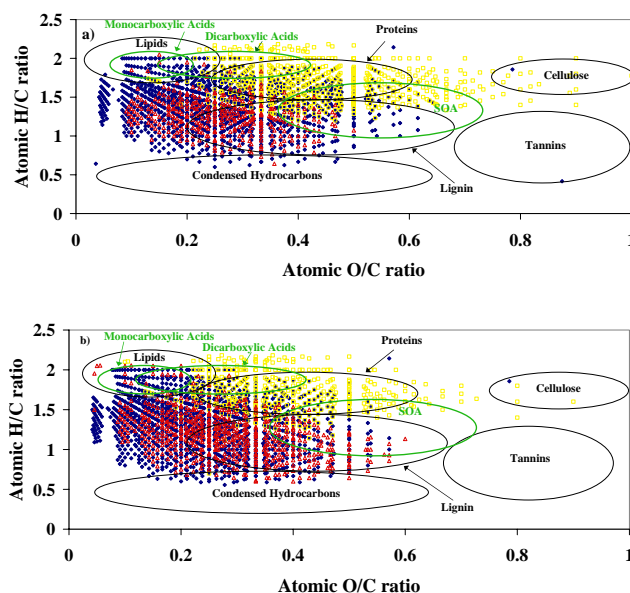 a)
Monocarboxylic Acids
Dicarboxylic Acids
Proteins
Lipids
Cellulose
SOA
Tannins
Condensed Hydrocarbons
Lignin
Atomic H/C ratio
2.5
2
1.5
1
0.5
0
0
0.2
0.4
0.6
0.8
1
Atomic O/C ratio
b)
Monocarboxylic Acids
Dicarboxylic Acids
Proteins
Lipids
Cellulose
SOA
Tannins
Condensed Hydrocarbons
Lignin
Atomic H/C ratio
2.5
2
1.5
1
0.5
0
0
0.2
0.4
0.6
0.8
1
Atomic O/C ratio